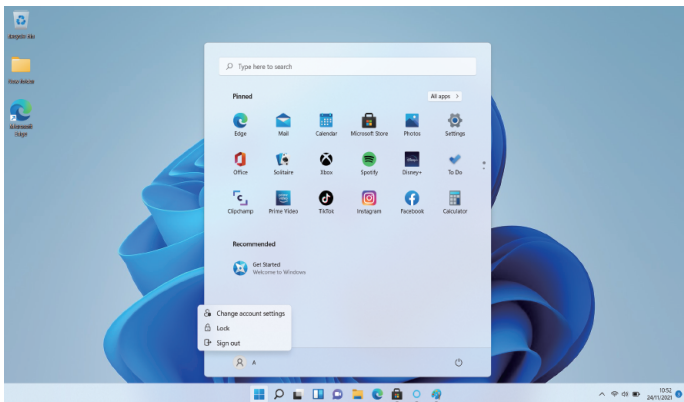 Type here to search
Pinned
All apps >
Edge Mail Calendar Microsoft Store Photos Settings
Office Solitaire Xbox Spotify Disney+ To Do
Clipchamp Prime Video TikTok Instagram Facebook Calculator
Recommended
Get Started
Welcome to Windows
Change account settings
Lock
Sign out
A
Edge
10:52
24/11/2021